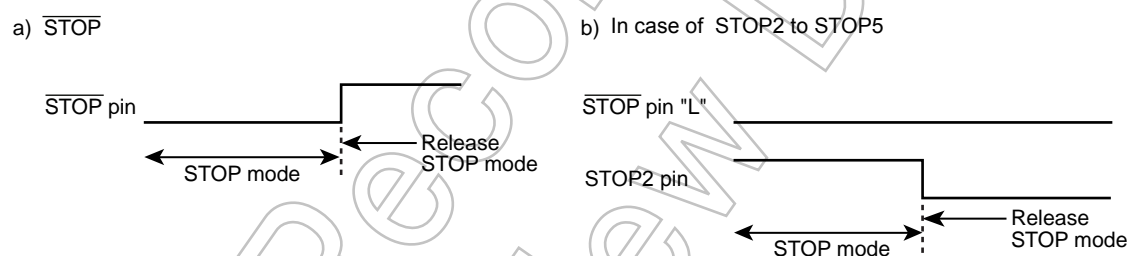 a) STOP
STOP pin
STOP mode
Release
STOP mode
b) In case of STOP2 to STOP5
STOP pin "L"
STOP2 pin
STOP mode
Release
STOP mode